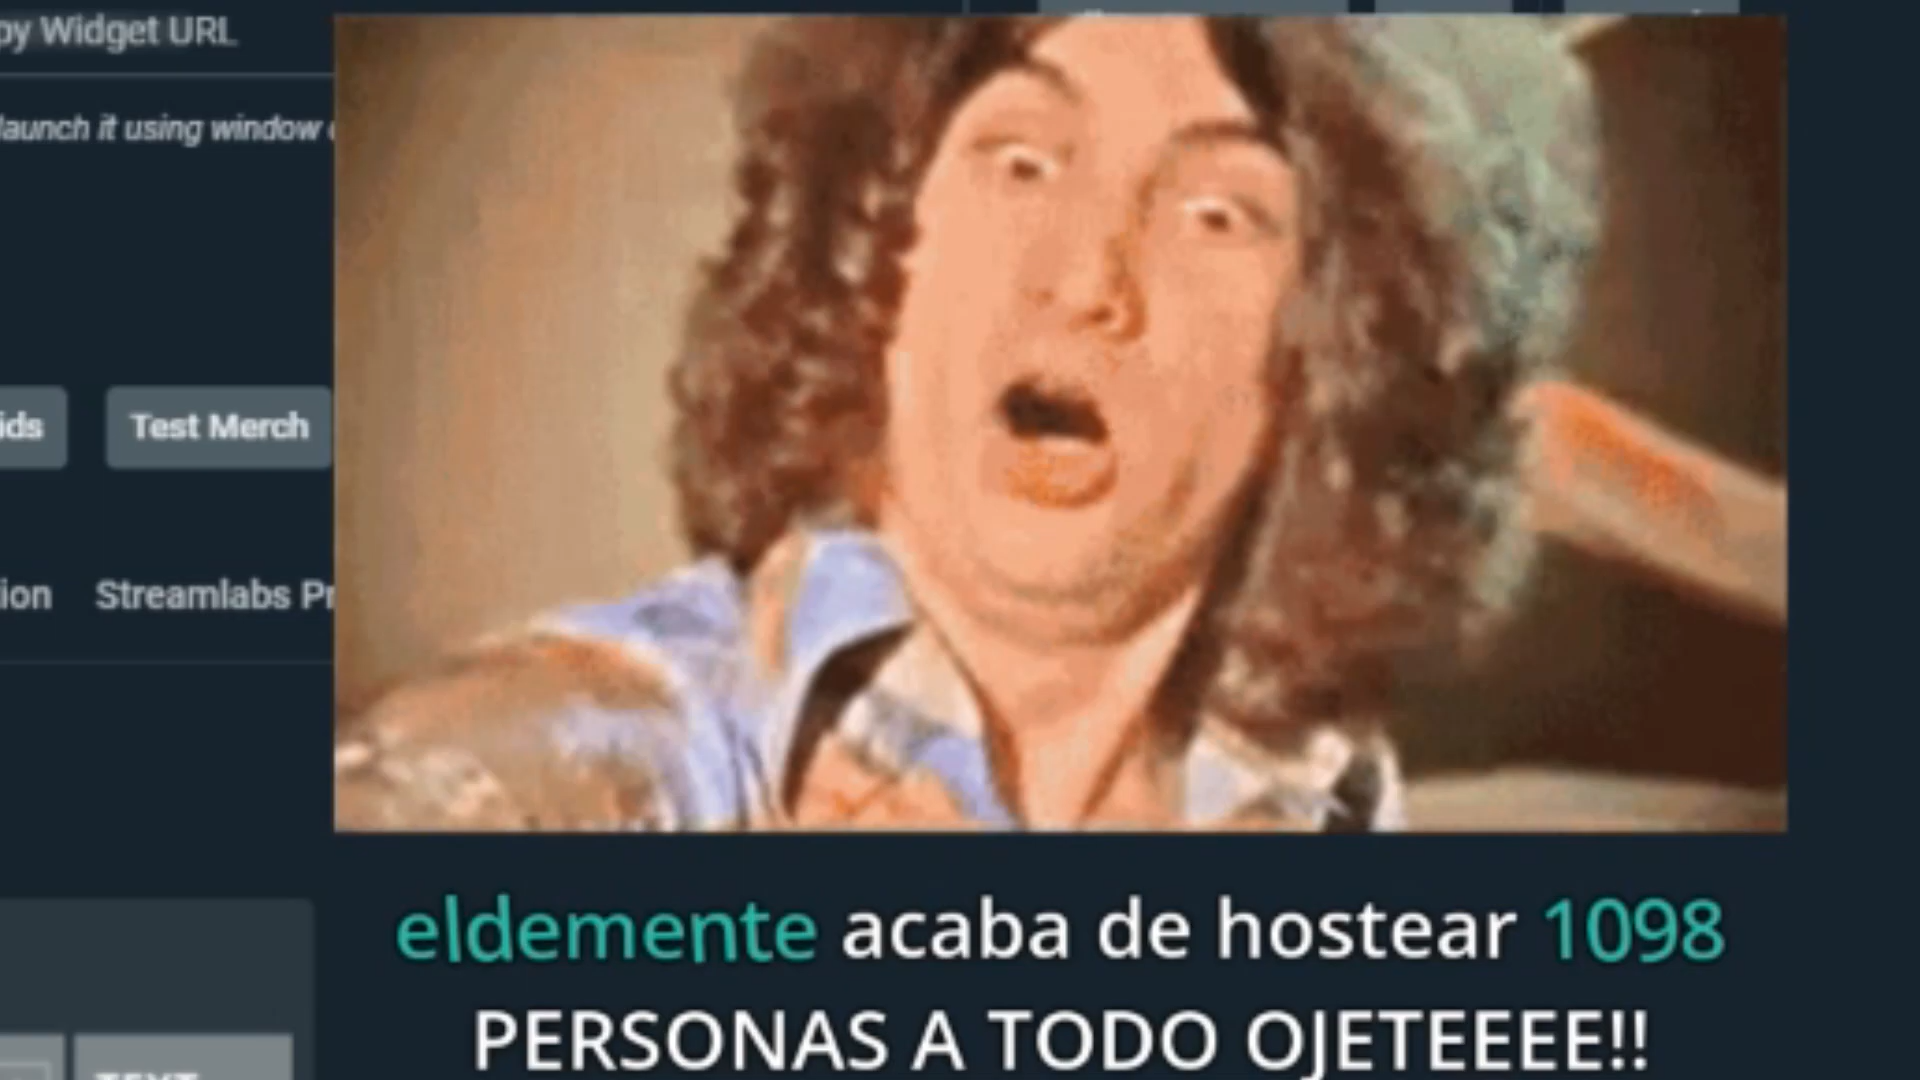 py Widget URL
launch it using window
ids
Test Merch
ion
Streamlabs Pr
eldemente acaba de hostear 1098
PERSONAS A TODO OJETEEEE!!
TEXT